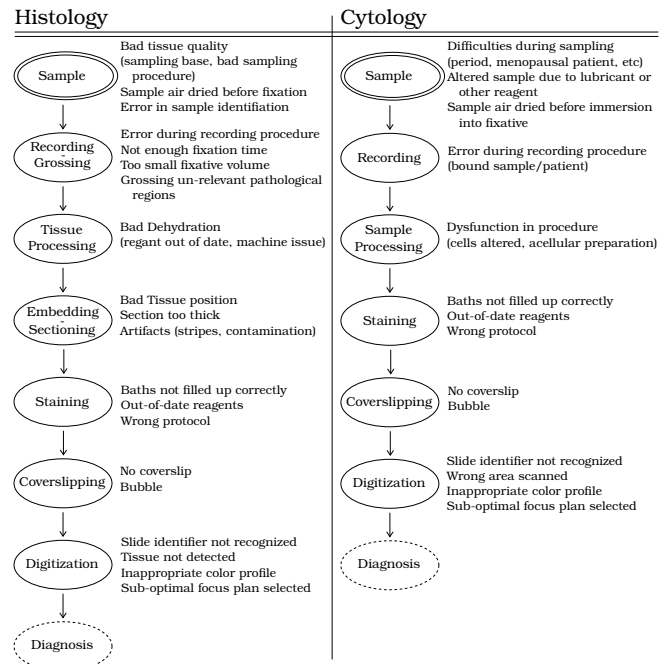 Histology
Sample
Bad tissue quality
(sampling base, bad sampling
procedure)
Sample air dried before fixation
Error in sample identifiation
Recording
-
Grossing
Error during recording procedure
Not enough fixation time
Too small fixative volume
Grossing un-relevant pathological
regions
Tissue
Processing
Bad Dehydration
(regant out of date, machine issue)
Embedding
-
Sectioning
Bad Tissue position
Section too thick
Artifacts (stripes, contamination)
Staining
Baths not filled up correctly
Out-of-date reagents
Wrong protocol
Coverslipping
No coverslip
Bubble
Digitization
Slide identifier not recognized
Tissue not detected
Inappropriate color profile
Sub-optimal focus plan selected
Diagnosis
Cytology
Sample
Difficulties during sampling
(period, menopausal patient, etc)
Altered sample due to lubricant or
other reagent
Sample air dried before immersion
into fixative
Recording
Error during recording procedure
(bound sample/patient)
Sample
Processing
Dysfunction in procedure
(cells altered, acellular preparation)
Staining
Baths not filled up correctly
Out-of-date reagents
Wrong protocol
Coverslipping
No coverslip
Bubble
Digitization
Slide identifier not recognized
Wrong area scanned
Inappropriate color profile
Sub-optimal focus plan selected
Diagnosis